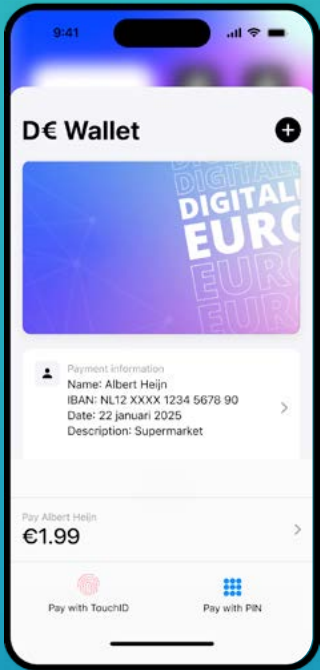 9:41
D€ Wallet
DIGITAL
DIGITAL
EURO
EURO
EURO
Payment information
Name: Albert Heijn
IBAN: NL12 XXXX 1234 5678 90
Date: 22 januari 2025
Description: Supermarket
Pay Albert Heijn
€1.99
Pay with TouchID
Pay with PIN